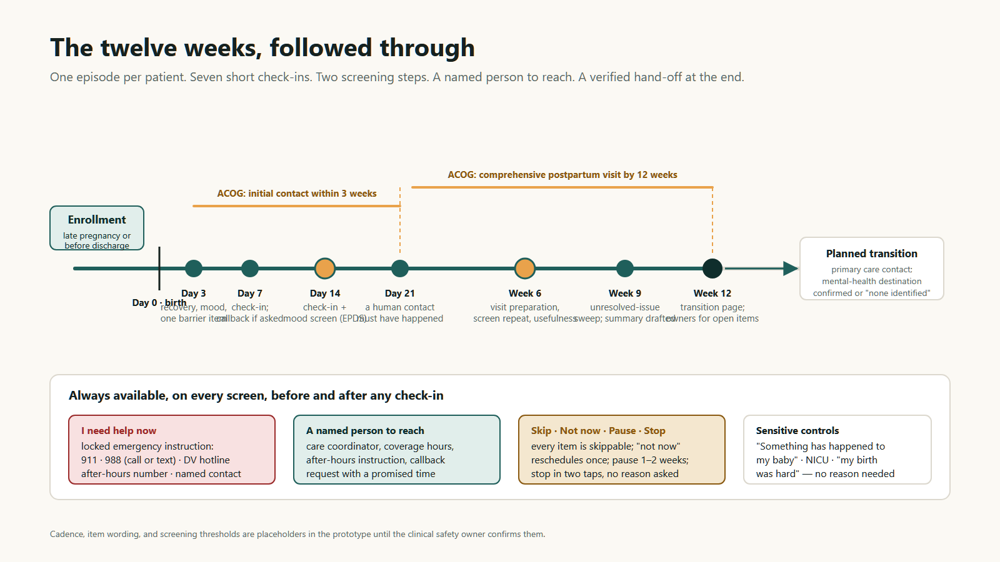 The twelve weeks, followed through
One episode per patient. Seven short check-ins. Two screening steps. A named person to reach. A verified hand-off at the end.
ACOG: comprehensive postpartum visit by 12 weeks
ACOG: initial contact within 3 weeks
Enrollment
late pregnancy or
before discharge
Planned transition
primary care contact;
mental-health destination
confirmed or "none identified"
Day 0 · birth
Day 3
recovery, mood,
one barrier item
Day 7
check-in;
callback if asked
Day 14
check-in +
mood screen (EPDS)
Day 21
a human contact
must have happened
Week 6
visit preparation,
screen repeat, usefulness
Week 9
unresolved-issue
sweep; summary drafted
Week 12
transition page;
owners for open items
Always available, on every screen, before and after any check-in
I need help now
locked emergency instruction:
911 · 988 (call or text) · DV hotline
after-hours number · named contact
A named person to reach
care coordinator, coverage hours,
after-hours instruction, callback
request with a promised time
Skip · Not now · Pause · Stop
every item is skippable; "not now"
reschedules once; pause 1–2 weeks;
stop in two taps, no reason asked
Sensitive controls
"Something has happened to
my baby" · NICU · "my birth
was hard" — no reason needed
Cadence, item wording, and screening thresholds are placeholders in the prototype until the clinical safety owner confirms them.